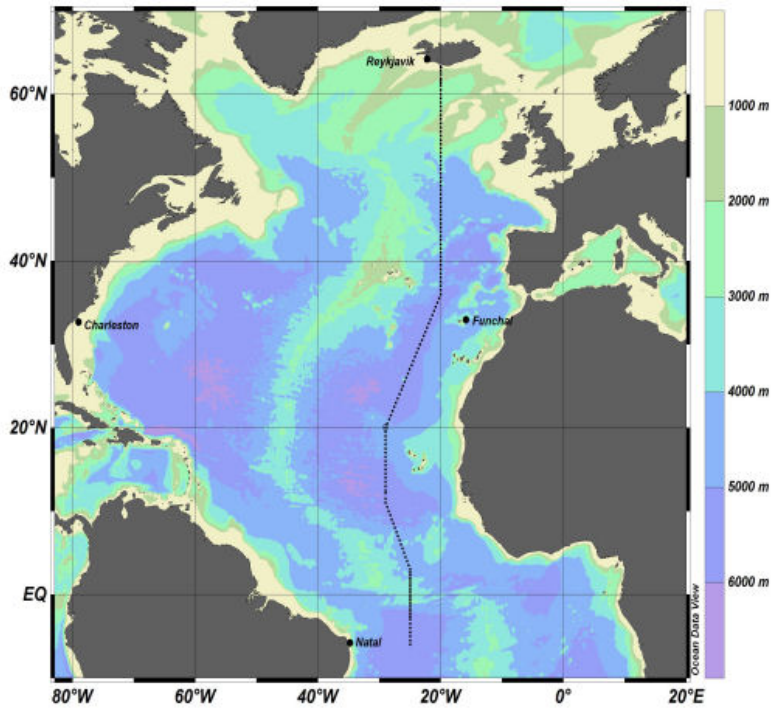 Reykjavik
60°N
1000 m
2000 m
40°N
3000 m
Charleston
Funchal
4000 m
20°N
5000 m
EQ
6000 m
Natal
Ocean Data View
80°W
60°W
40°W
20°W
0°
20°E